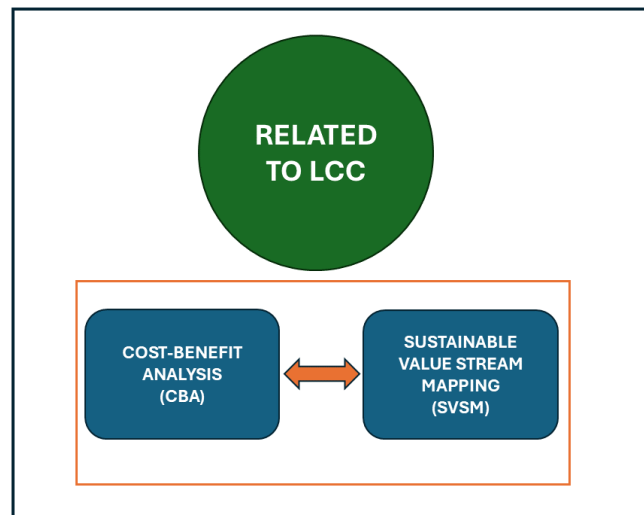 RELATED
TO LCC
COST-BENEFIT
ANALYSIS
(CBA)
SUSTAINABLE
VALUE STREAM
MAPPING
(SVSM)